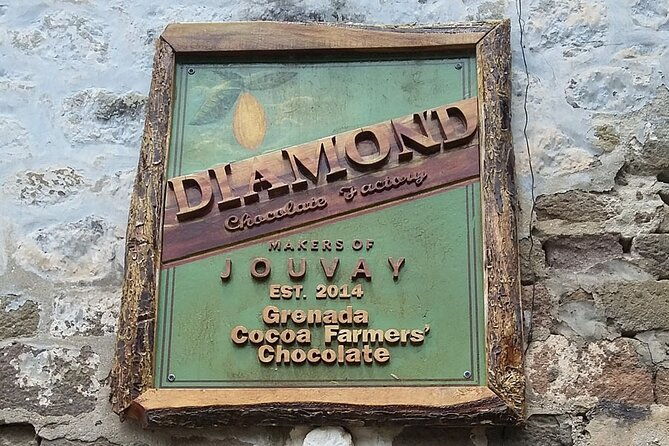 DIAMOND
Chocolate Factory
MAKERS OF
JOUVAY
EST. 2014
Grenada
Cocoa Farmers'
Chocolate